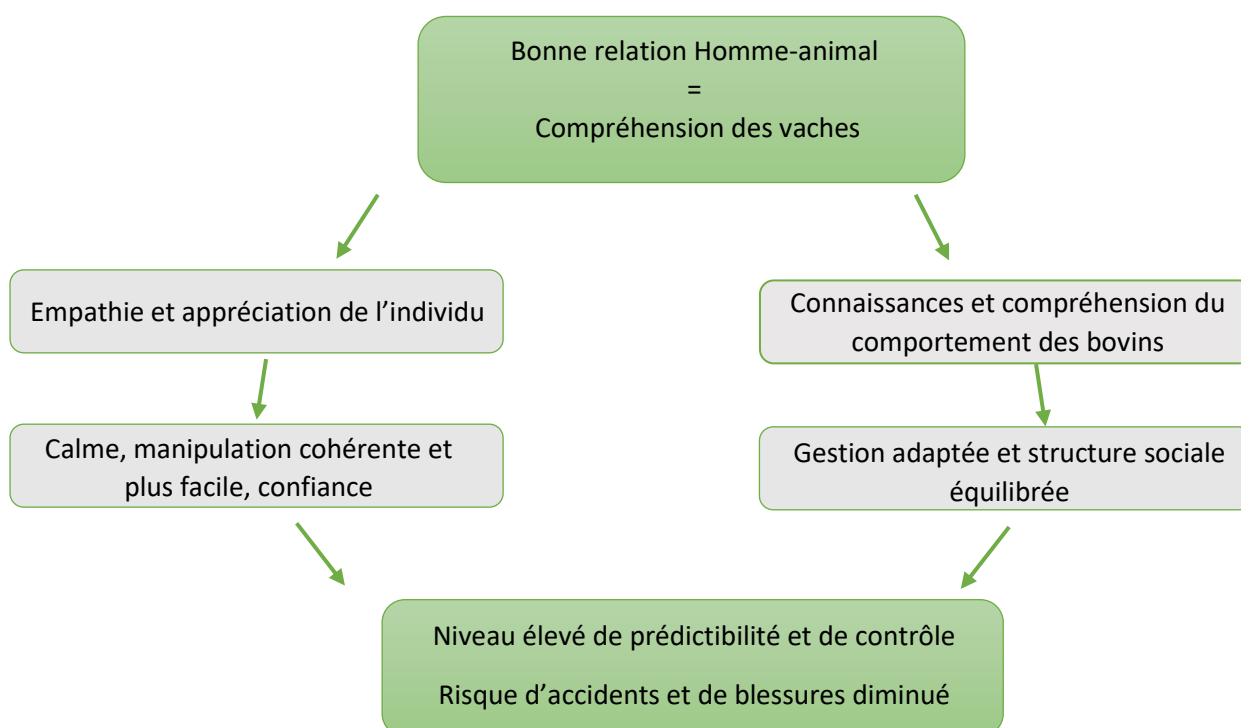 Bonne relation Homme-animal
=
Compréhension des vaches
Empathie et appréciation de l’individu
Connaissances et compréhension du
comportement des bovins
Calme, manipulation cohérente et
plus facile, confiance
Gestion adaptée et structure sociale
équilibrée
Niveau élevé de prédictibilité et de contrôle
Risque d’accidents et de blessures diminué